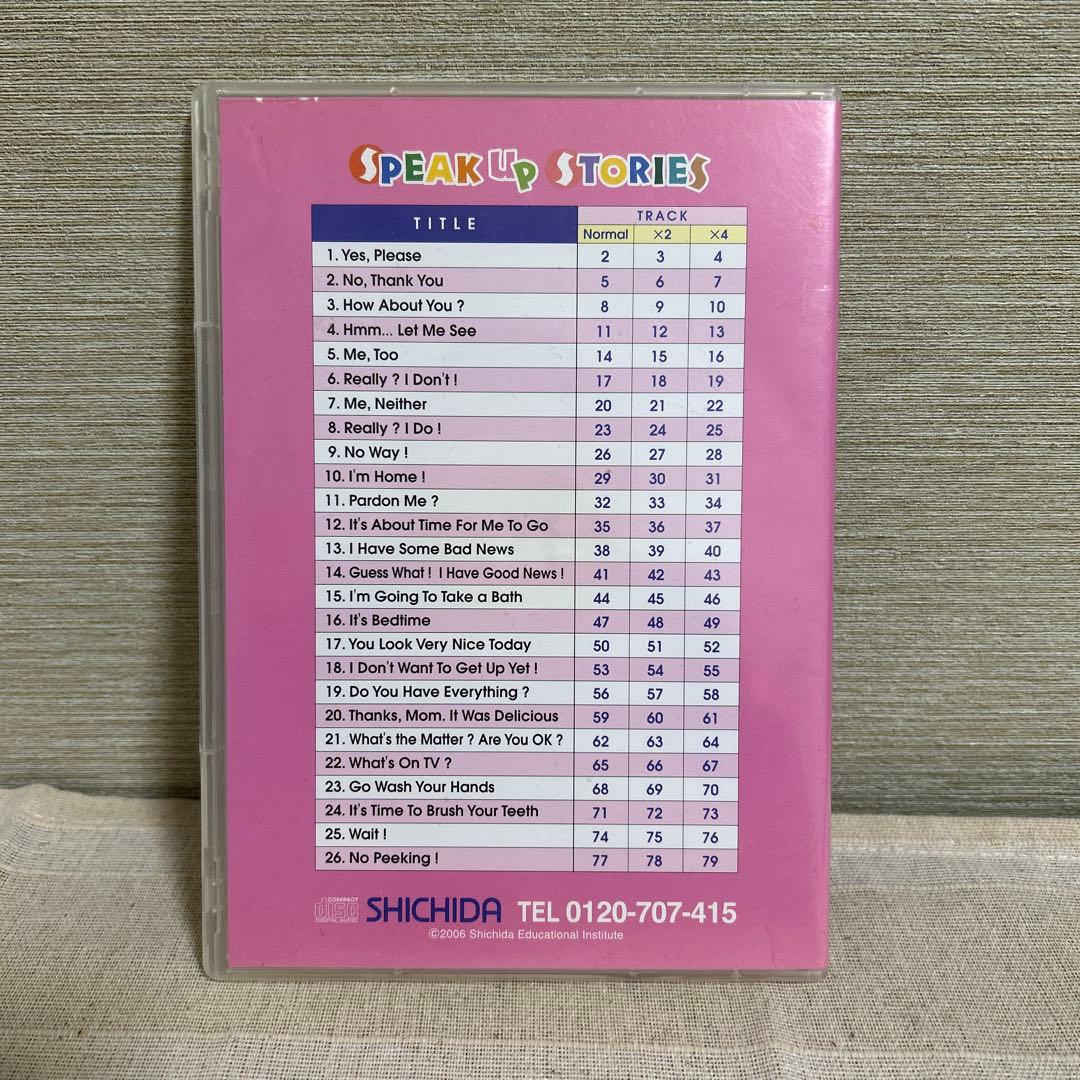 SPEAK UP STORIES
TITLE TRACK
Normal ×2 ×4
1. Yes, Please 2 3 4
2. No, Thank You 5 6 7
3. How About You ? 8 9 10
4. Hmm... Let Me See 11 12 13
5. Me, Too 14 15 16
6. Really ? I Don't ! 17 18 19
7. Me, Neither 20 21 22
8. Really ? I Do ! 23 24 25
9. No Way ! 26 27 28
10. I'm Home ! 29 30 31
11. Pardon Me ? 32 33 34
12. It's About Time For Me To Go 35 36 37
13. I Have Some Bad News 38 39 40
14. Guess What ! I Have Good News ! 41 42 43
15. I'm Going To Take a Bath 44 45 46
16. It's Bedtime 47 48 49
17. You Look Very Nice Today 50 51 52
18. I Don't Want To Get Up Yet ! 53 54 55
19. Do You Have Everything ? 56 57 58
20. Thanks, Mom. It Was Delicious 59 60 61
21. What's the Matter ? Are You OK ? 62 63 64
22. What's On TV ? 65 66 67
23. Go Wash Your Hands 68 69 70
24. It's Time To Brush Your Teeth 71 72 73
25. Wait ! 74 75 76
26. No Peeking ! 77 78 79
COMPACT disc DIGITAL AUDIO SHICHIDA TEL 0120-707-415
©2006 Shichida Educational Institute